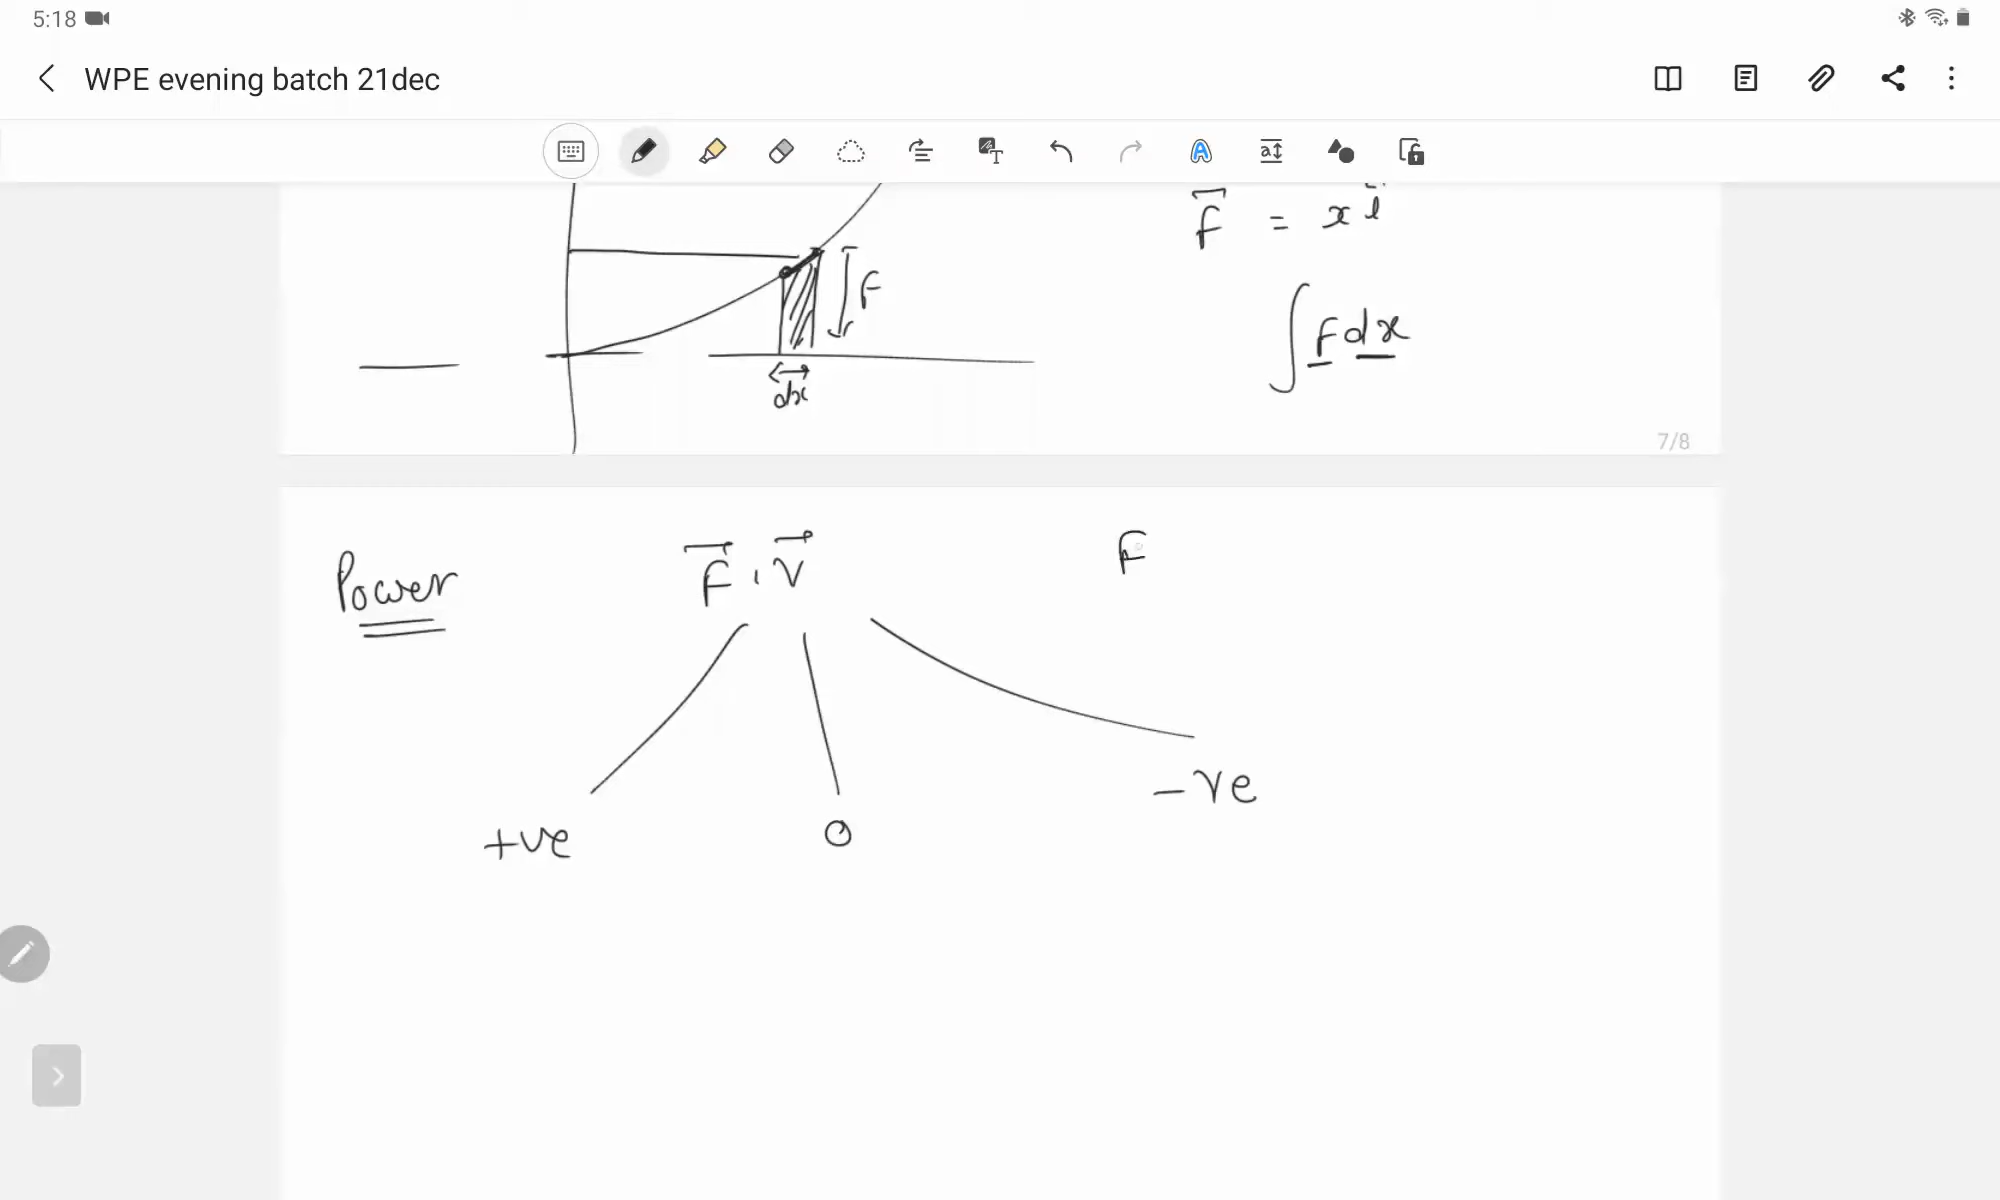 5:18
WPE evening batch 21dec
F = x i
F
∫ F dx
dx
7/8
Power F . V F
+ve 0 -ve